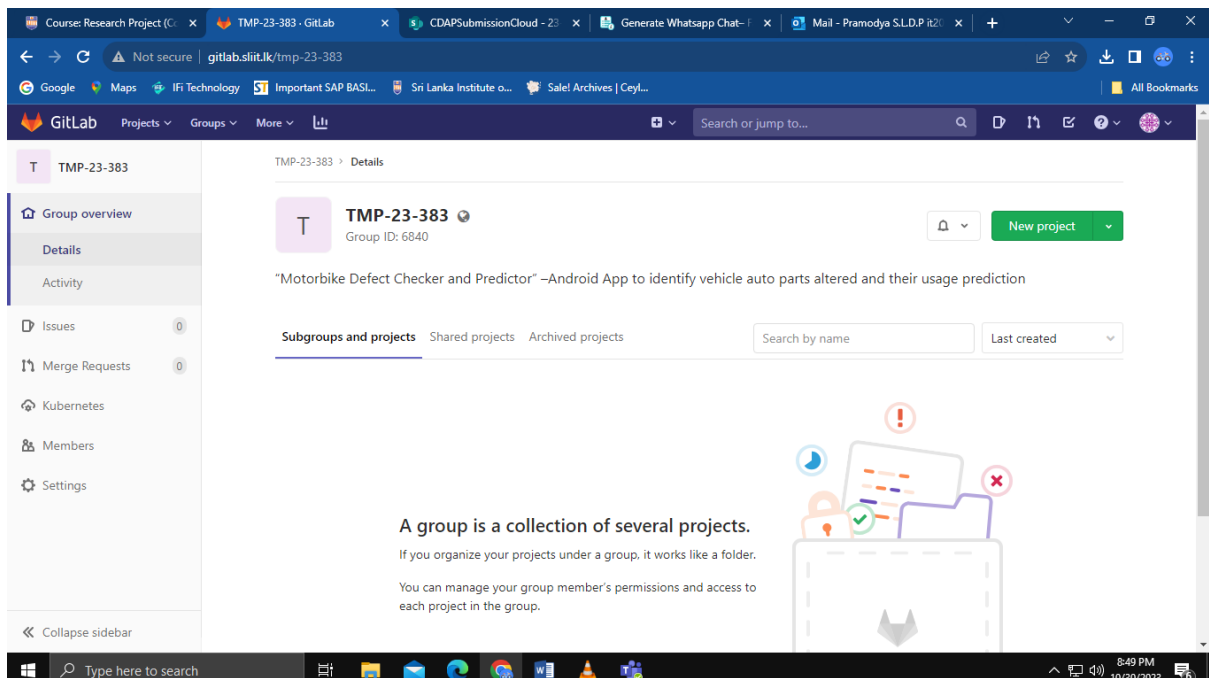 Course: Research Project (Co
TMP-23-383 · GitLab
CDAPSubmissionCloud - 23
Generate Whatsapp Chat– F
Mail - Pramodya S.L.D.P it20
Not secure
gitlab.sliit.lk/tmp-23-383
Google
Maps
IFi Technology
Important SAP BASI...
Sri Lanka Institute o...
Sale! Archives | Ceyl...
All Bookmarks
GitLab
Projects
Groups
More
Search or jump to...
T
TMP-23-383
Group overview
Details
Activity
Issues
0
Merge Requests
0
Kubernetes
Members
Settings
Collapse sidebar
TMP-23-383 > Details
T
TMP-23-383
Group ID: 6840
New project
"Motorbike Defect Checker and Predictor" –Android App to identify vehicle auto parts altered and their usage prediction
Subgroups and projects
Shared projects
Archived projects
Search by name
Last created
A group is a collection of several projects.
If you organize your projects under a group, it works like a folder.
You can manage your group member's permissions and access to
each project in the group.
Type here to search
8:49 PM
10/30/2023